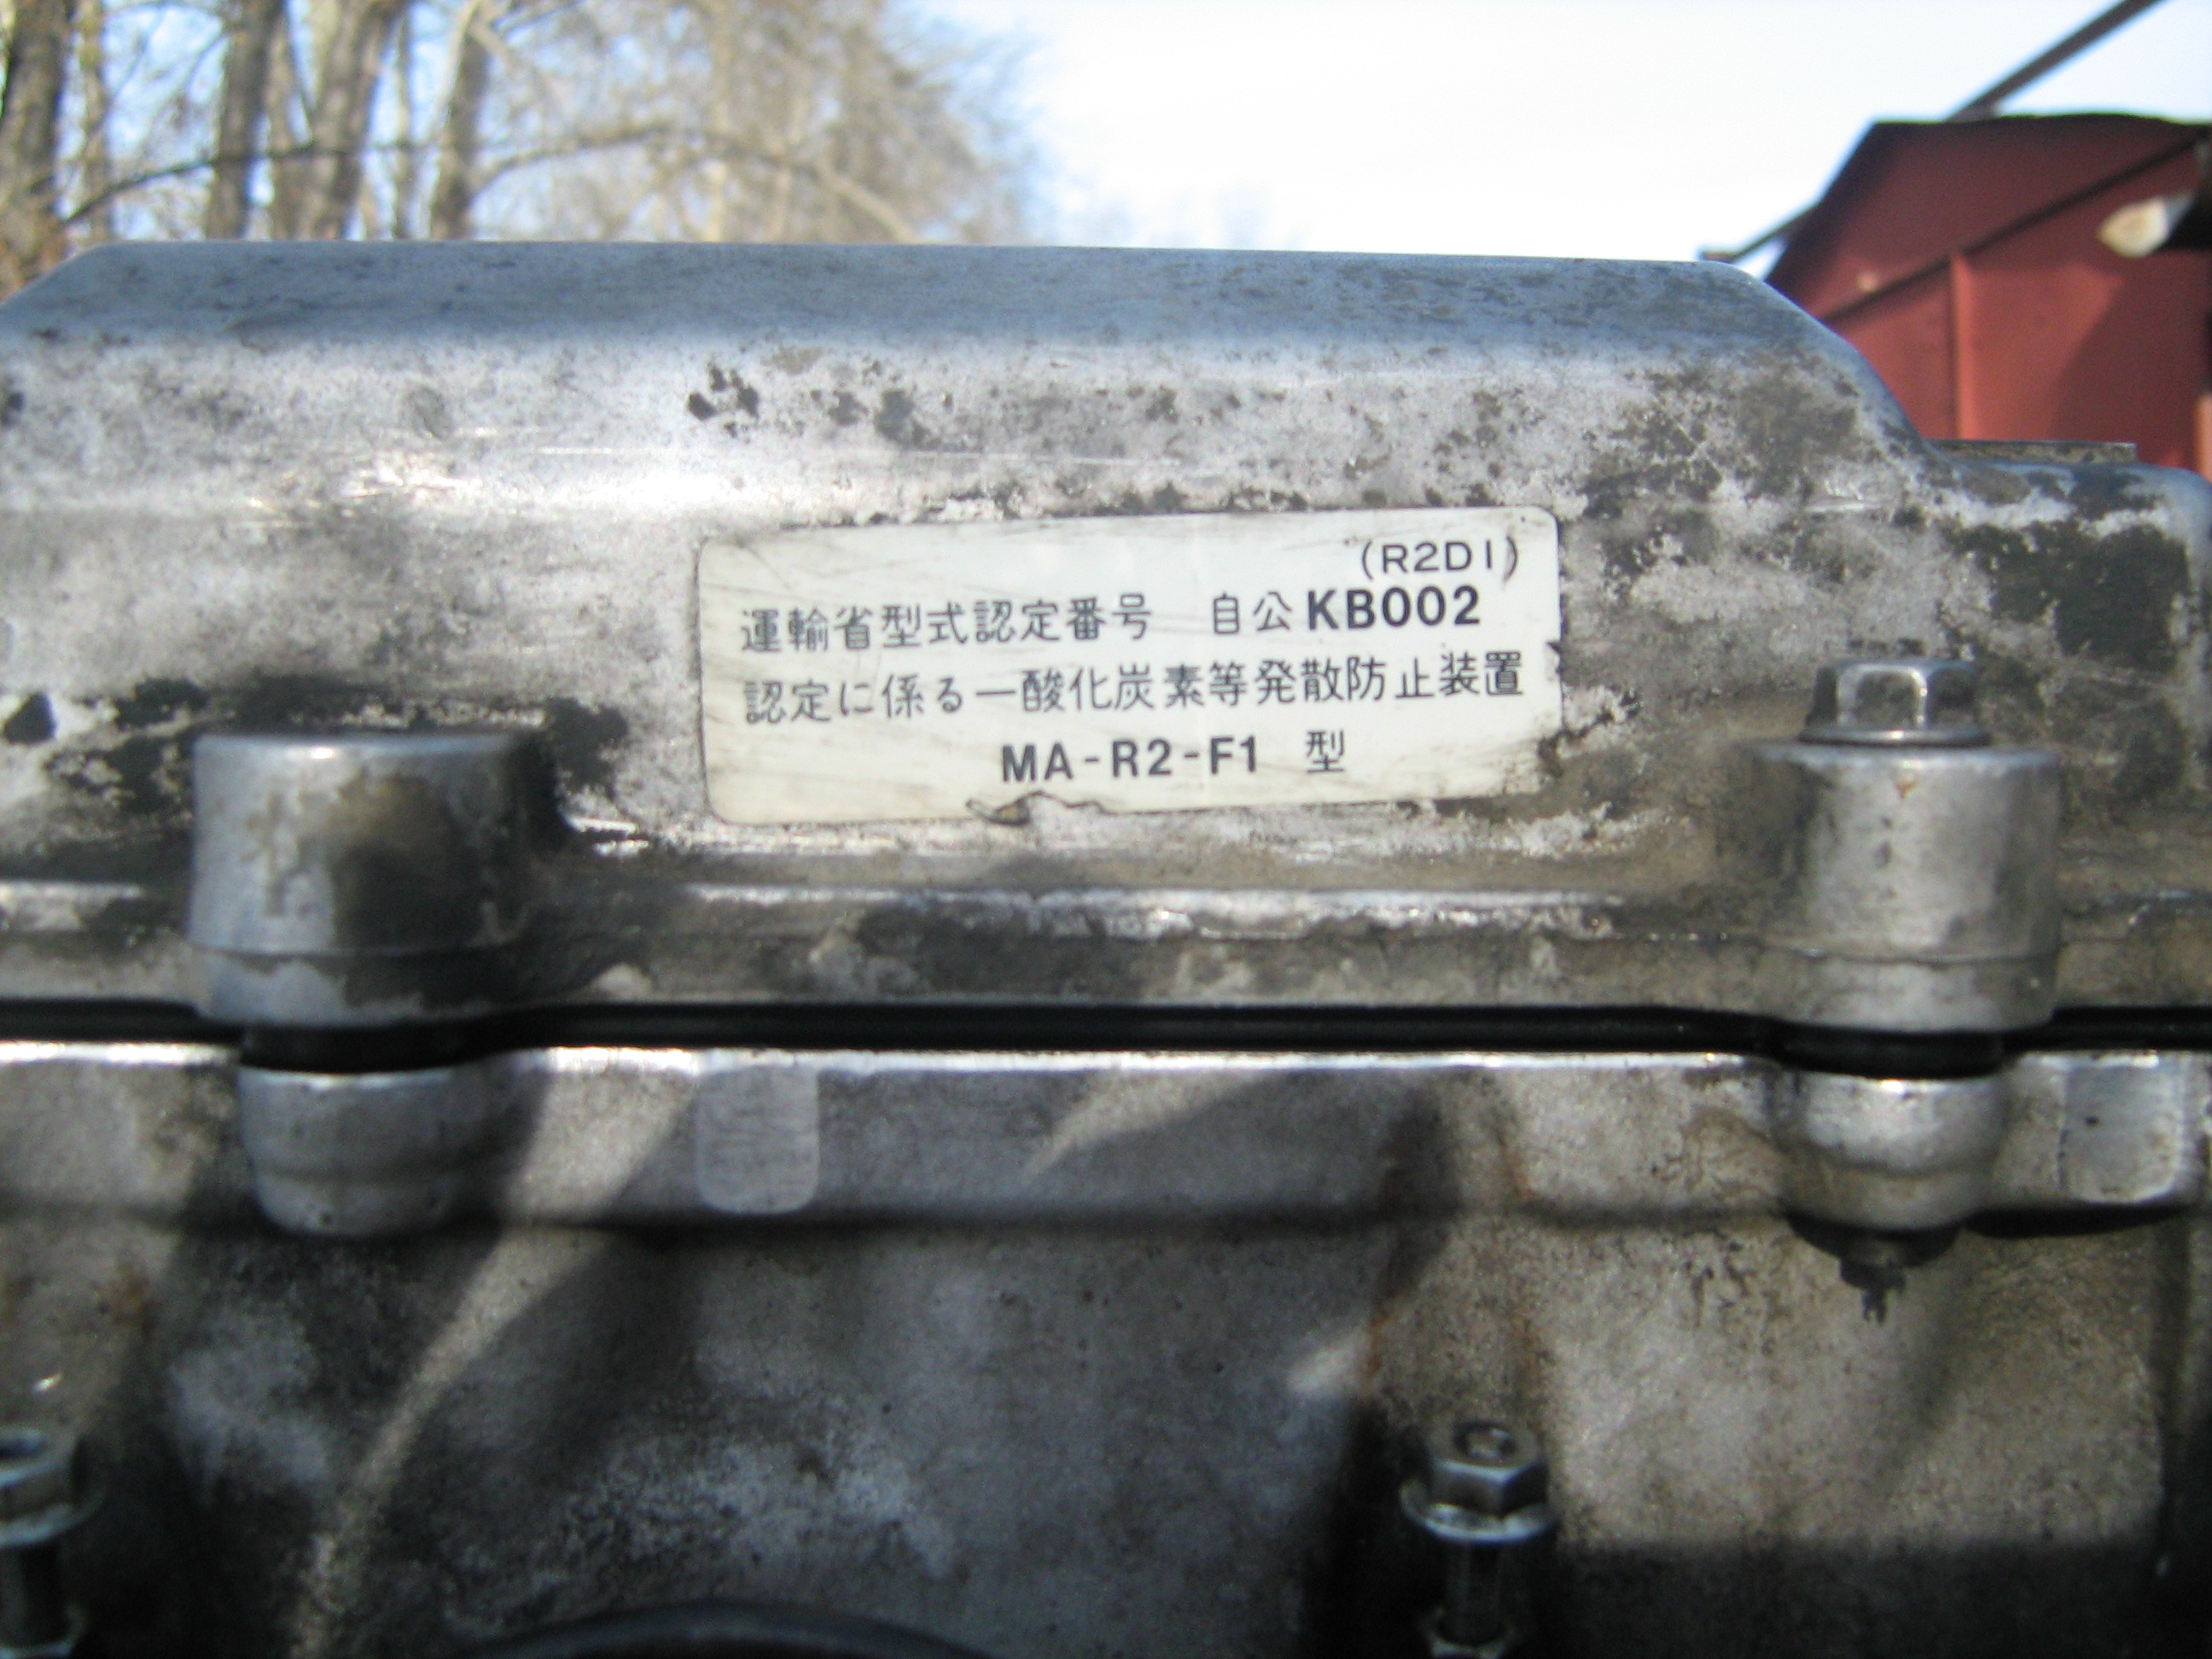 (R2D1)
運輸省型式認定番号 自公KB002
認定に係る一酸化炭素等発散防止装置
MA-R2-F1 型